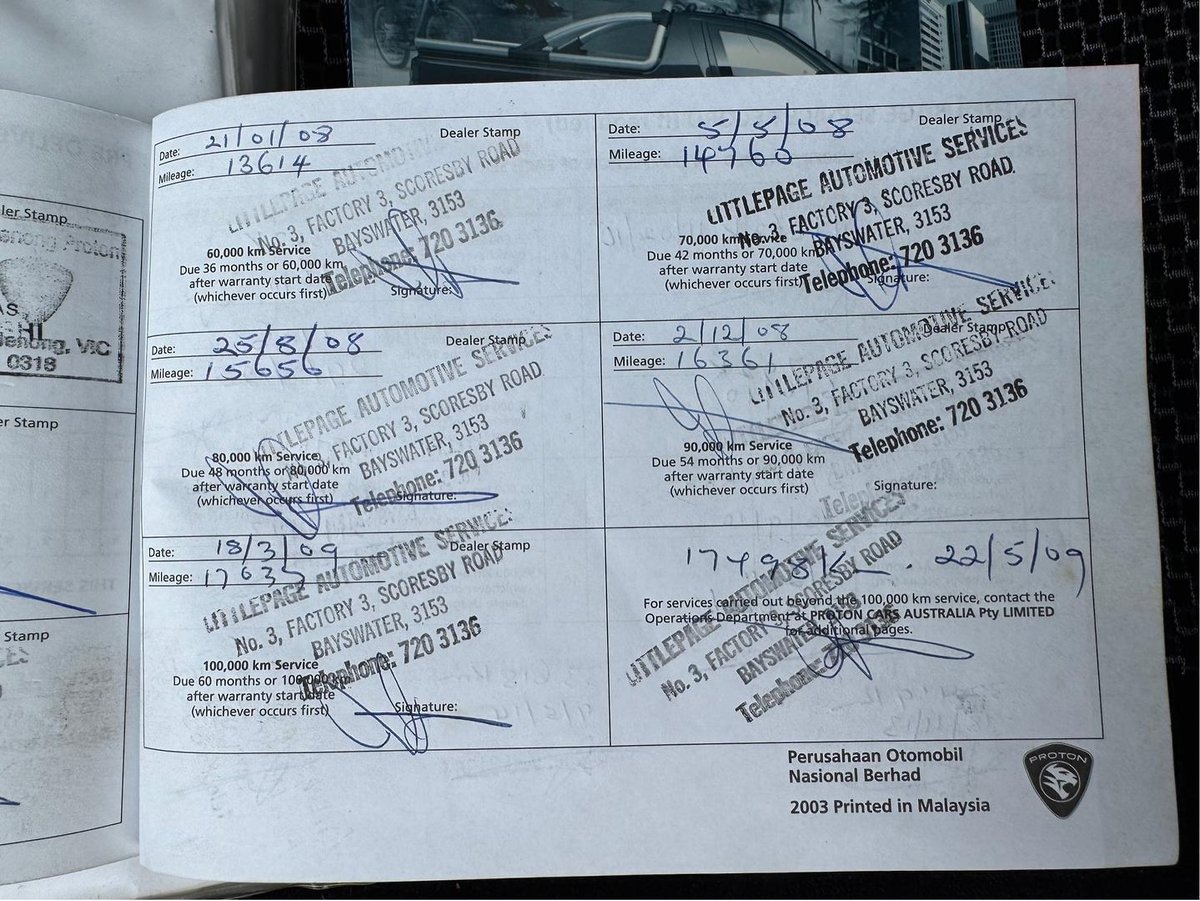 ler Stamp
enong Proton
AS
HI
denong, VIC
0318
er Stamp
Stamp
Date: 21/01/08 Dealer Stamp
Mileage: 13614
LITTLEPAGE AUTOMOTIV
No. 3, FACTORY 3, SCORESBY ROAD
BAYSWATER, 3153
Telephone: 720 3136
60,000 km Service
Due 36 months or 60,000 km
after warranty start date
(whichever occurs first)
Signature:
Date: 5/5/08 Dealer Stamp
Mileage: 14760
LITTLEPAGE AUTOMOTIVE SERVICES
No. 3, FACTORY 3, SCORESBY ROAD.
BAYSWATER, 3153
Telephone: 720 3136
70,000 km Service
Due 42 months or 70,000 km
after warranty start date
(whichever occurs first)
Signature:
Date: 25/8/08 Dealer Stamp
Mileage: 15656
LITTLEPAGE AUTOMOTIVE SERVICES
No. 3, FACTORY 3, SCORESBY ROAD
BAYSWATER, 3153
Telephone: 720 3136
80,000 km Service
Due 48 months or 80,000 km
after warranty start date
(whichever occurs first)
Signature:
Date: 2/12/08 Dealer Stamp
Mileage: 16361
LITTLEPAGE AUTOMOTIVE SERVICES
No. 3, FACTORY 3, SCORESBY ROAD
BAYSWATER, 3153
Telephone: 720 3136
90,000 km Service
Due 54 months or 90,000 km
after warranty start date
(whichever occurs first)
Signature:
Date: 18/3/09 Dealer Stamp
Mileage:
LITTLEPAGE AUTOMOTIVE SERVICES
No. 3, FACTORY 3, SCORESBY ROAD
BAYSWATER, 3153
Telephone: 720 3136
100,000 km Service
Due 60 months or 100,000 km
after warranty start date
(whichever occurs first)
Signature:
17498K. 22/5/09
LITTLEPAGE AUTOMOTIVE SERVICES
No. 3, FACTORY 3, SCORESBY ROAD
BAYSWATER
Telephone:
For services carried out beyond the 100,000 km service, contact the
Operations Department at PROTON CARS AUSTRALIA Pty LIMITED
for additional pages.
Perusahaan Otomobil
Nasional Berhad
2003 Printed in Malaysia
PROTON